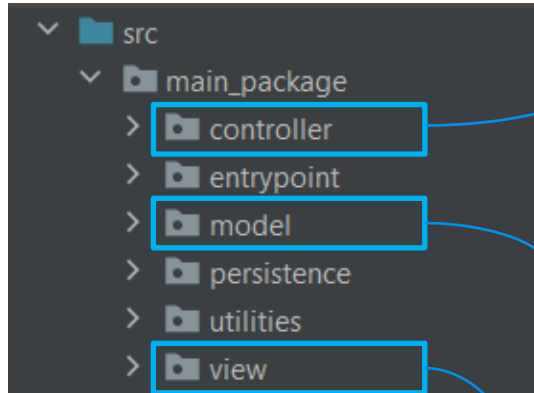 src
main_package
controller
entrypoint
model
persistence
utilities
view